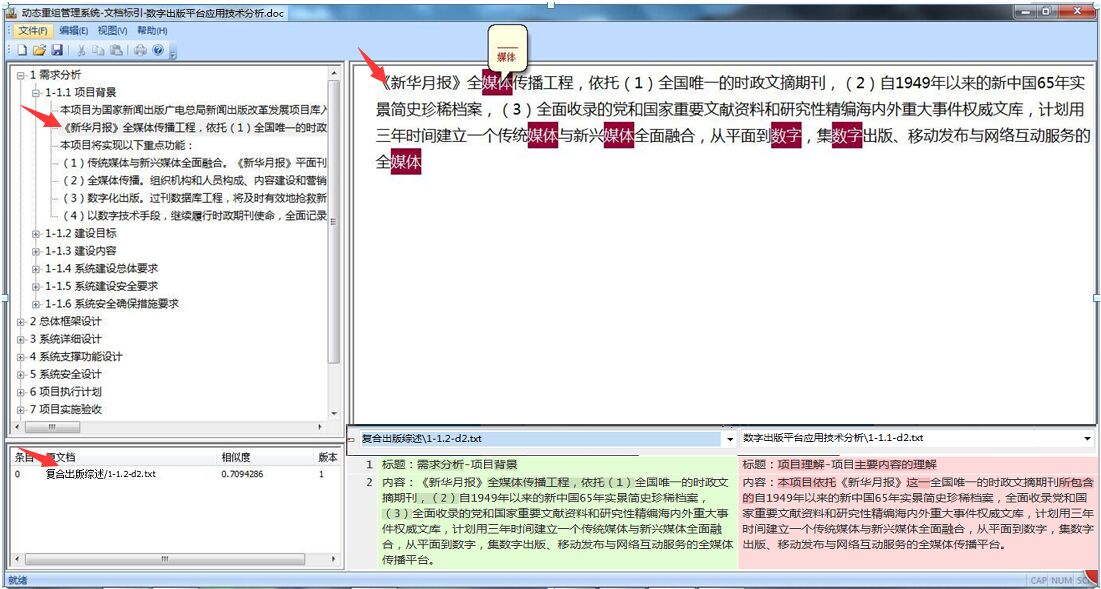 动态重组管理系统-文档标引-数字出版平台应用技术分析.doc
文件(F) 编辑(E) 视图(V) 帮助(H)
1 需求分析
1-1.1 项目背景
本项目为国家新闻出版广电总局新闻出版改革发展项目库入
《新华月报》全媒体传播工程，依托（1）全国唯一的时政
本项目将实现以下重点功能：
（1）传统媒体与新兴媒体全面融合。《新华月报》平面刊
（2）全媒体传播。组织机构和人员构成、内容建设和营销
（3）数字化出版。过刊数据库工程，将及时有效地抢救新
（4）以数字技术手段，继续履行时政期刊使命，全面记录
1-1.2 建设目标
1-1.3 建设内容
1-1.4 系统建设总体要求
1-1.5 系统建设安全要求
1-1.6 系统安全确保措施要求
2 总体框架设计
3 系统详细设计
4 系统支撑功能设计
5 系统安全设计
6 项目执行计划
7 项目实施验收
媒体
《新华月报》全媒体传播工程，依托（1）全国唯一的时政文摘期刊，（2）自1949年以来的新中国65年实
景简史珍稀档案，（3）全面收录的党和国家重要文献资料和研究性精编海内外重大事件权威文库，计划用
三年时间建立一个传统媒体与新兴媒体全面融合，从平面到数字，集数字出版、移动发布与网络互动服务的
全媒体
条目 原文档 相似度 版本
0 复合出版综述/1-1.2-d2.txt 0.7094286 1
复合出版综述\1-1.2-d2.txt
1 标题：需求分析-项目背景
2 内容：《新华月报》全媒体传播工程，依托（1）全国唯一的时政文
摘期刊，（2）自1949年以来的新中国65年实景简史珍稀档案，
（3）全面收录的党和国家重要文献资料和研究性精编海内外重大事
件权威文库，计划用三年时间建立一个传统媒体与新兴媒体全面融
合，从平面到数字，集数字出版、移动发布与网络互动服务的全媒体
传播平台。
数字出版平台应用技术分析\1-1.1-d2.txt
标题：项目理解-项目主要内容的理解
内容：本项目依托《新华月报》这一全国唯一的时政文摘期刊所包含
的自1949年以来的新中国65年实景简史珍稀档案，全面收录党和国
家重要文献资料和研究性精编海内外重大事件权威文库，计划用三年
时间建立一个传统媒体与新兴媒体全面融合，从平面到数字，集数字
出版、移动发布与网络互动服务的全媒体传播平台。
就绪
CAP NUM